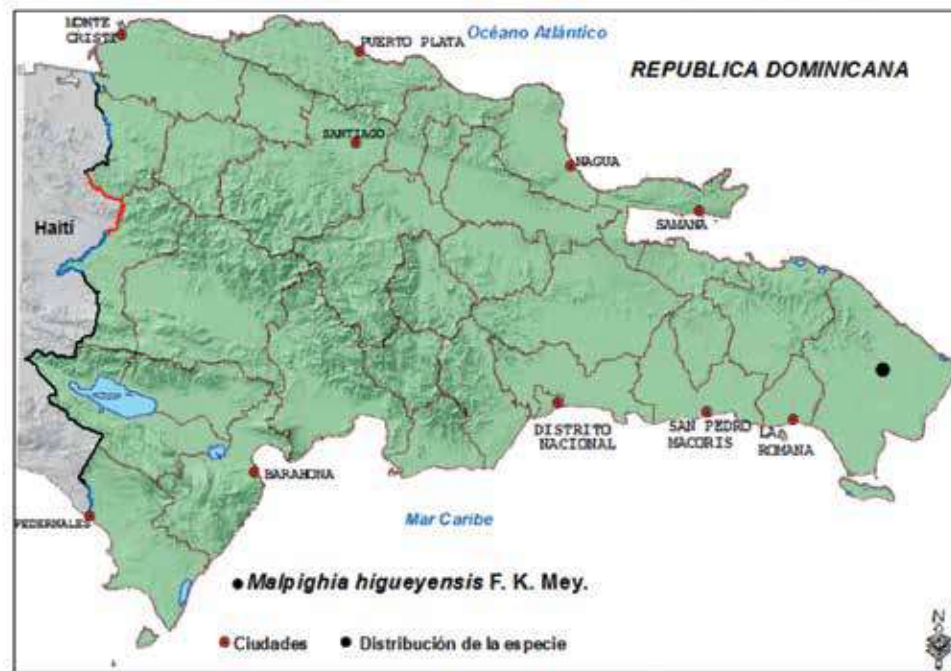 MONTE
CRISTI
Océano Atlántico
PUERTO PLATA
REPUBLICA DOMINICANA
SANTIAGO
NAGUA
SAMANA
Haití
DISTRITO
NACIONAL
SAN PEDRO
MACORIS
LA
ROMANA
BARAHONA
PEDERNALES
Mar Caribe
Malpighia higueyensis F. K. Mey.
Ciudades
Distribución de la especie
N